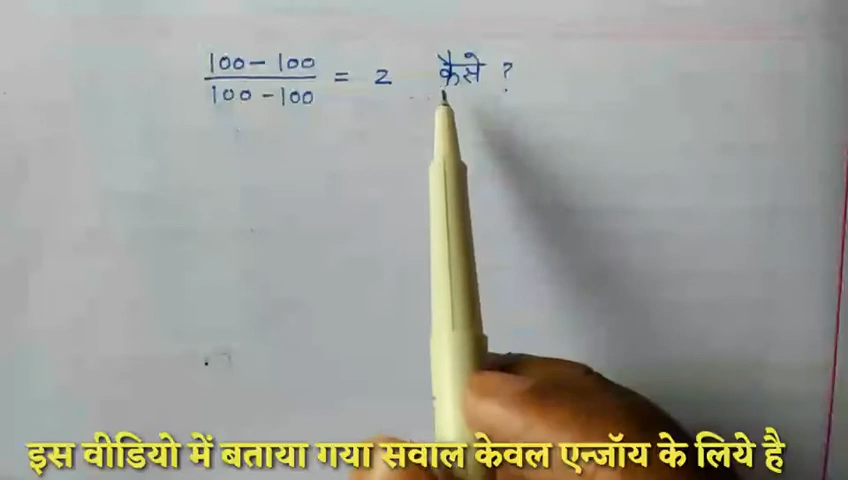 100 - 100
100 - 100 = 2 कैसे ?
इस वीडियो में बताया गया सवाल केवल एन्जॉय के लिये है